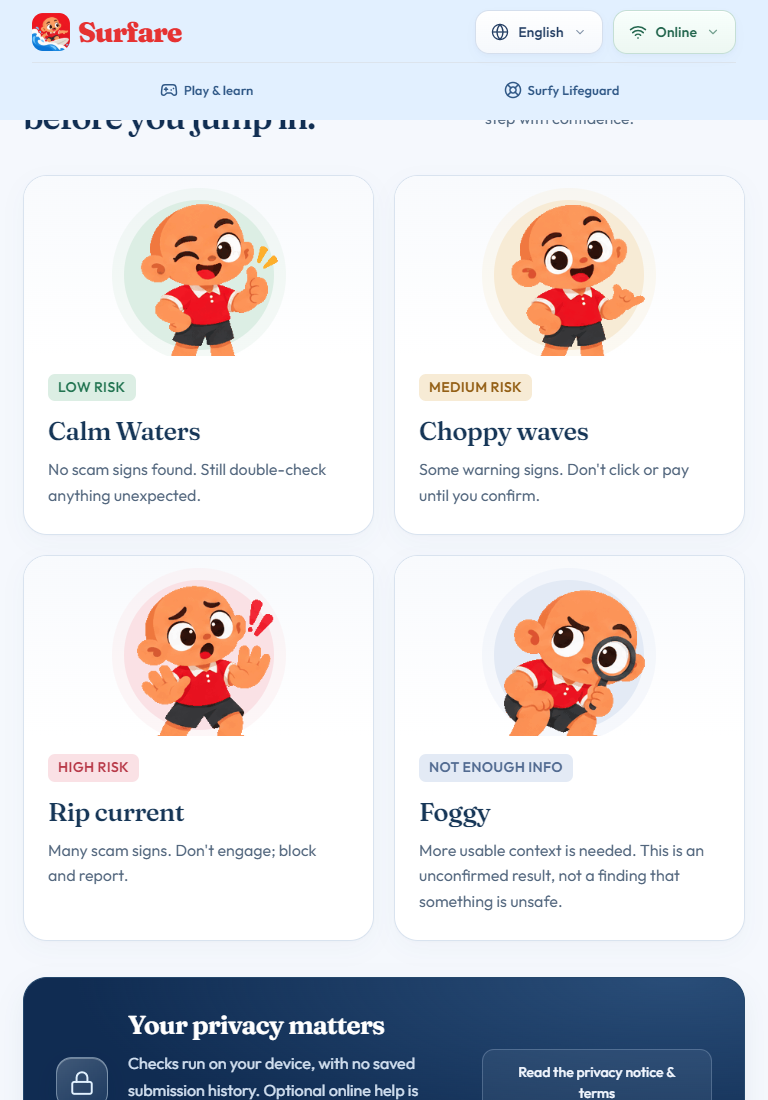 Surfare
English
Online
Play & learn
Surfy Lifeguard
before you jump in.
step with confidence.
LOW RISK
Calm Waters
No scam signs found. Still double-check
anything unexpected.
MEDIUM RISK
Choppy waves
Some warning signs. Don't click or pay
until you confirm.
HIGH RISK
Rip current
Many scam signs. Don't engage; block
and report.
NOT ENOUGH INFO
Foggy
More usable context is needed. This is an
unconfirmed result, not a finding that
something is unsafe.
Your privacy matters
Checks run on your device, with no saved
submission history. Optional online help is
Read the privacy notice &
terms